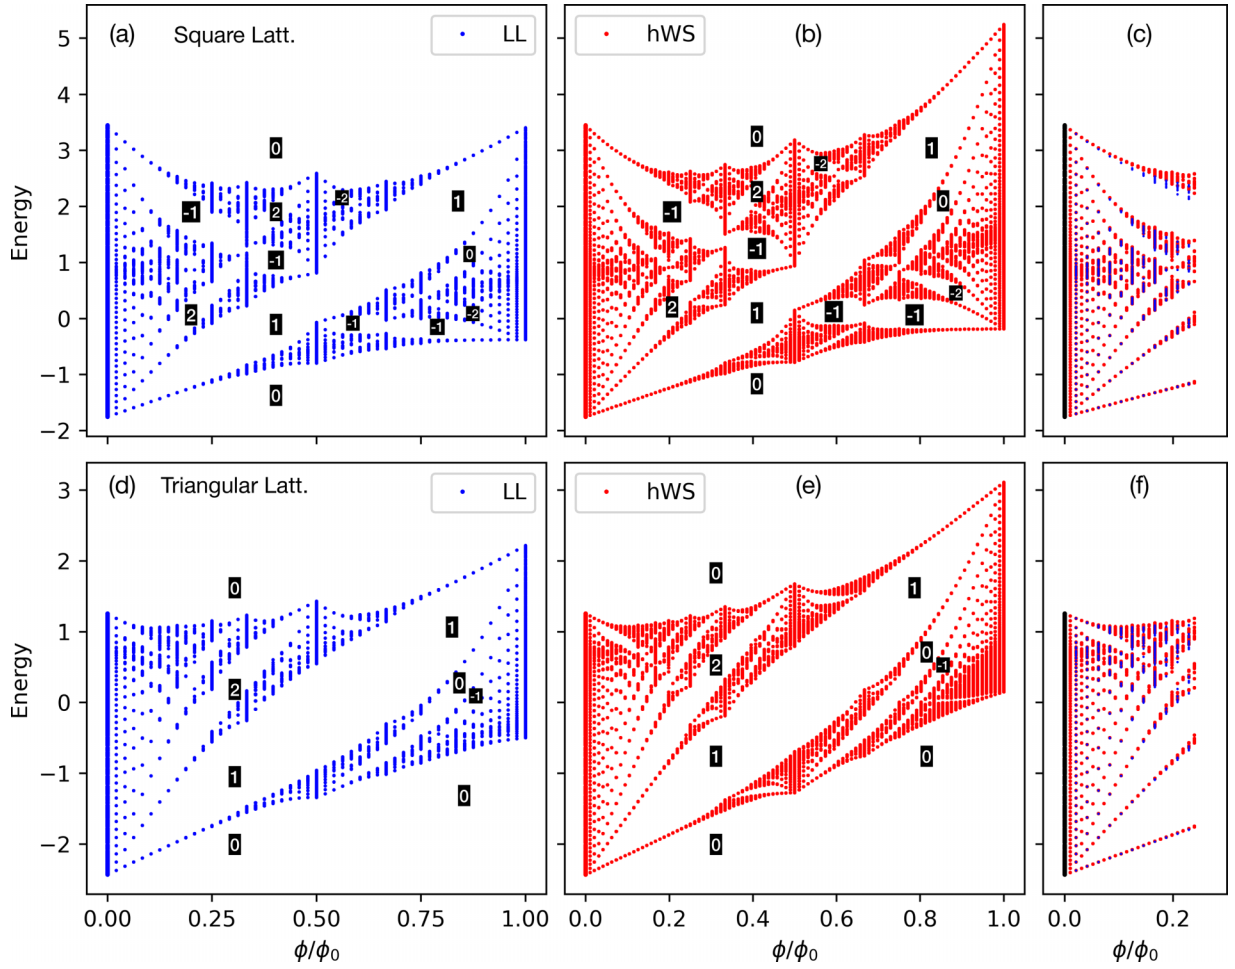 (a) Square Latt. LL
hWS (b)
(c)
5
4
3
2
1
0
−1
−2
Energy
0
-1 2 -2 1
-1 0
2 1 -1 -1 -2
0
0
-1 2 -2 1
-1 0
2 1 -1 -1 -2
0
(d) Triangular Latt. LL
hWS (e)
(f)
3
2
1
0
−1
−2
Energy
0
1
2 0 -1
1
0
0
0
1
2 0 -1
1 0
0
0.00 0.25 0.50 0.75 1.00
ϕ/ϕ₀
0.0 0.2 0.4 0.6 0.8 1.0
ϕ/ϕ₀
0.0 0.2
ϕ/ϕ₀